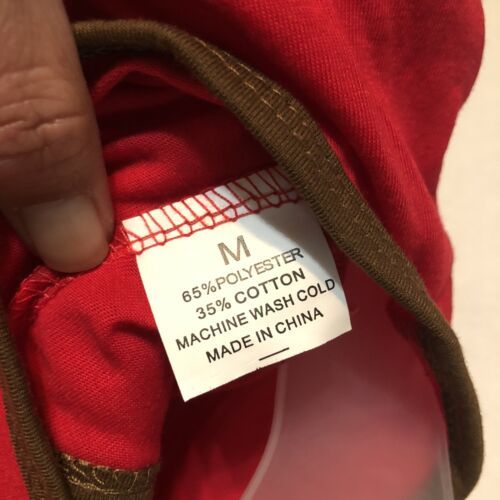 M
65%POLYESTER
35% COTTON
MACHINE WASH COLD
MADE IN CHINA